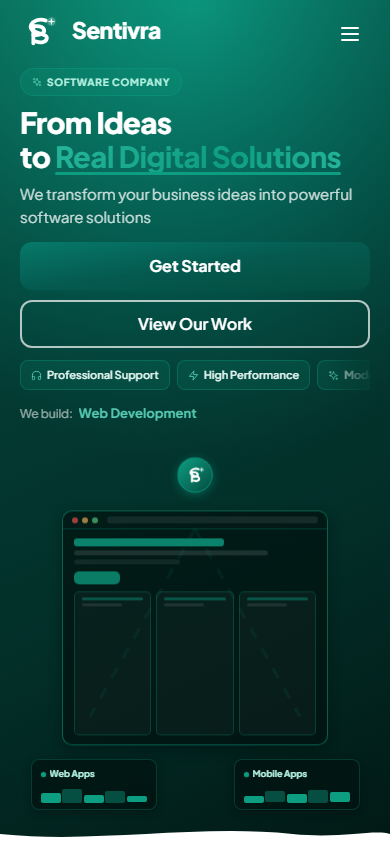 Sentivra
SOFTWARE COMPANY
From Ideas
to Real Digital Solutions
We transform your business ideas into powerful
software solutions
Get Started
View Our Work
Professional Support
High Performance
We build: Web Development
Web Apps
Mobile Apps